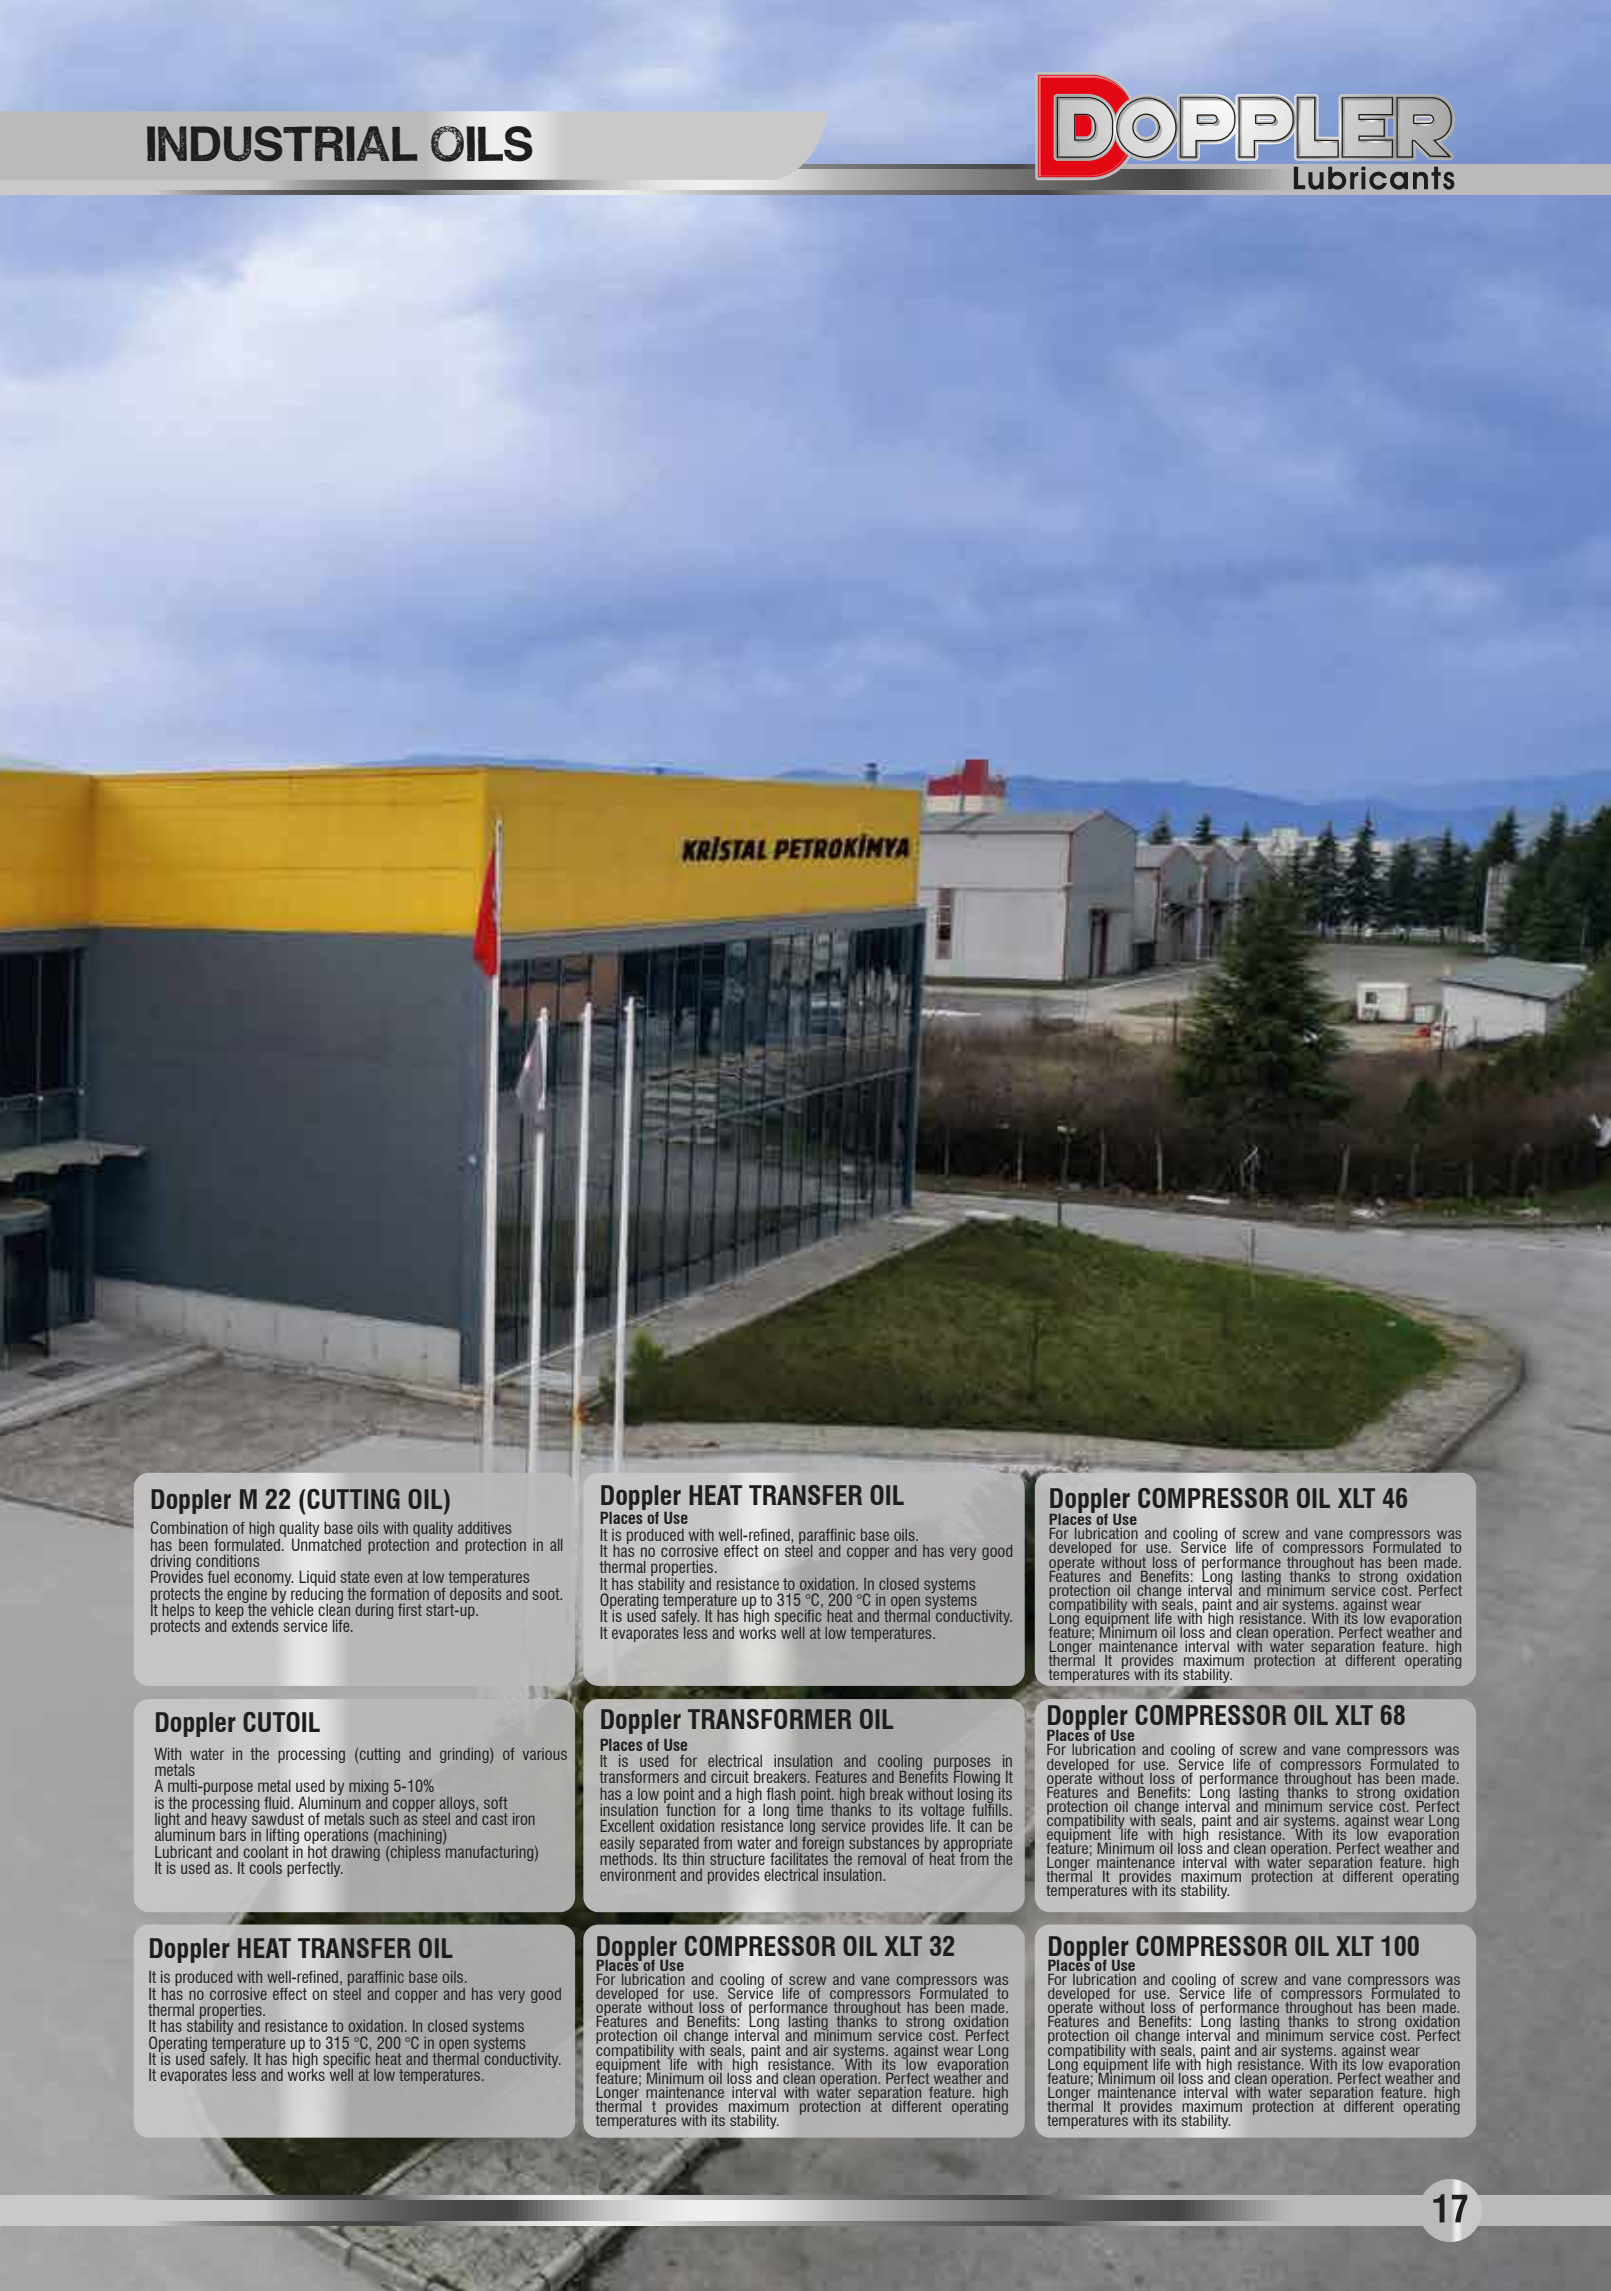 INDUSTRIAL OILS
DOPPLER
Lubricants
KRİSTAL PETROKİMYA
Doppler M 22 (CUTTING OIL)
Combination of high quality base oils with quality additives
has been formulated. Unmatched protection and protection in all
driving conditions
Provides fuel economy. Liquid state even at low temperatures
protects the engine by reducing the formation of deposits and soot.
It helps to keep the vehicle clean during first start-up.
protects and extends service life.
Doppler CUTOIL
With water in the processing (cutting and grinding) of various
metals
A multi-purpose metal used by mixing 5-10%
is the processing fluid. Aluminum and copper alloys, soft
light and heavy sawdust of metals such as steel and cast iron
aluminum bars in lifting operations (machining)
Lubricant and coolant in hot drawing (chipless manufacturing)
It is used as. It cools perfectly.
Doppler HEAT TRANSFER OIL
It is produced with well-refined, paraffinic base oils.
It has no corrosive effect on steel and copper and has very good
thermal properties.
It has stability and resistance to oxidation. In closed systems
Operating temperature up to 315 °C, 200 °C in open systems
It is used safely. It has high specific heat and thermal conductivity.
It evaporates less and works well at low temperatures.
Doppler HEAT TRANSFER OIL
Places of Use
It is produced with well-refined, paraffinic base oils.
It has no corrosive effect on steel and copper and has very good
thermal properties.
It has stability and resistance to oxidation. In closed systems
Operating temperature up to 315 °C, 200 °C in open systems
It is used safely. It has high specific heat and thermal conductivity.
It evaporates less and works well at low temperatures.
Doppler TRANSFORMER OIL
Places of Use
It is used for electrical insulation and cooling purposes in
transformers and circuit breakers. Features and Benefits Flowing It
has a low point and a high flash point. high break without losing its
insulation function for a long time thanks to its voltage fulfills.
Excellent oxidation resistance long service provides life. It can be
easily separated from water and foreign substances by appropriate
methods. Its thin structure facilitates the removal of heat from the
environment and provides electrical insulation.
Doppler COMPRESSOR OIL XLT 32
Places of Use
For lubrication and cooling of screw and vane compressors was
developed for use. Service life of compressors Formulated to
operate without loss of performance throughout has been made.
Features and Benefits: Long lasting thanks to strong oxidation
protection oil change interval and minimum service cost. Perfect
compatibility with seals, paint and air systems. against wear Long
equipment life with high resistance. With its low evaporation
feature; Minimum oil loss and clean operation. Perfect weather and
Longer maintenance interval with water separation feature. high
thermal t provides maximum protection at different operating
temperatures with its stability.
Doppler COMPRESSOR OIL XLT 46
Places of Use
For lubrication and cooling of screw and vane compressors was
developed for use. Service life of compressors Formulated to
operate without loss of performance throughout has been made.
Features and Benefits: Long lasting thanks to strong oxidation
protection oil change interval and minimum service cost. Perfect
compatibility with seals, paint and air systems. against wear
Long equipment life with high resistance. With its low evaporation
feature; Minimum oil loss and clean operation. Perfect weather and
Longer maintenance interval with water separation feature. high
thermal It provides maximum protection at different operating
temperatures with its stability.
Doppler COMPRESSOR OIL XLT 68
Places of Use
For lubrication and cooling of screw and vane compressors was
developed for use. Service life of compressors Formulated to
operate without loss of performance throughout has been made.
Features and Benefits: Long lasting thanks to strong oxidation
protection oil change interval and minimum service cost. Perfect
compatibility with seals, paint and air systems. against wear Long
equipment life with high resistance. With its low evaporation
feature; Minimum oil loss and clean operation. Perfect weather and
Longer maintenance interval with water separation feature. high
thermal It provides maximum protection at different operating
temperatures with its stability.
Doppler COMPRESSOR OIL XLT 100
Places of Use
For lubrication and cooling of screw and vane compressors was
developed for use. Service life of compressors Formulated to
operate without loss of performance throughout has been made.
Features and Benefits: Long lasting thanks to strong oxidation
protection oil change interval and minimum service cost. Perfect
compatibility with seals, paint and air systems. against wear
Long equipment life with high resistance. With its low evaporation
feature; Minimum oil loss and clean operation. Perfect weather and
Longer maintenance interval with water separation feature. high
thermal It provides maximum protection at different operating
temperatures with its stability.
17